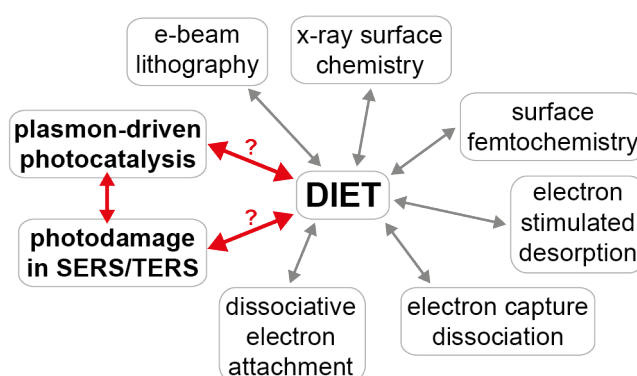 e-beam
lithography
x-ray surface
chemistry
plasmon-driven
photocatalysis
?
surface
femtochemistry
DIET
electron
stimulated
desorption
?
photodamage
in SERS/TERS
dissociative
electron
attachment
electron capture
dissociation